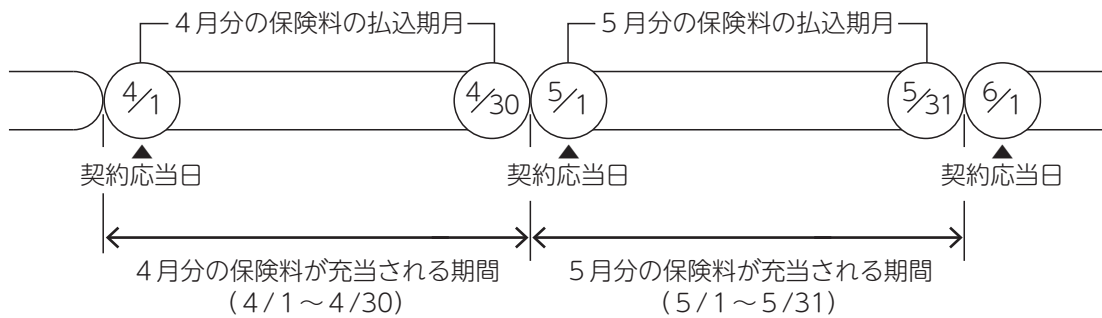 4月分の保険料の払込期月 5月分の保険料の払込期月
4/1 4/30 5/1 5/31 6/1
契約応当日 契約応当日 契約応当日
4月分の保険料が充当される期間 5月分の保険料が充当される期間
(4/1～4/30) (5/1～5/31)